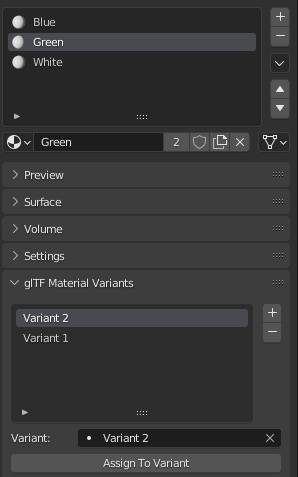 Blue
Green
White
Green 2
Preview
Surface
Volume
Settings
glTF Material Variants
Variant 2
Variant 1
Variant: Variant 2
Assign To Variant